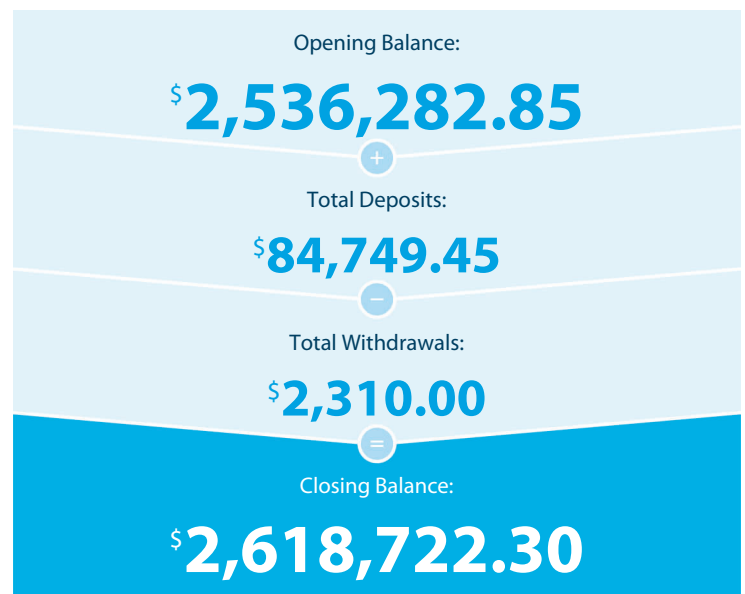 Opening Balance:
$2,536,282.85
+
Total Deposits:
$84,749.45
−
Total Withdrawals:
$2,310.00
=
Closing Balance:
$2,618,722.30